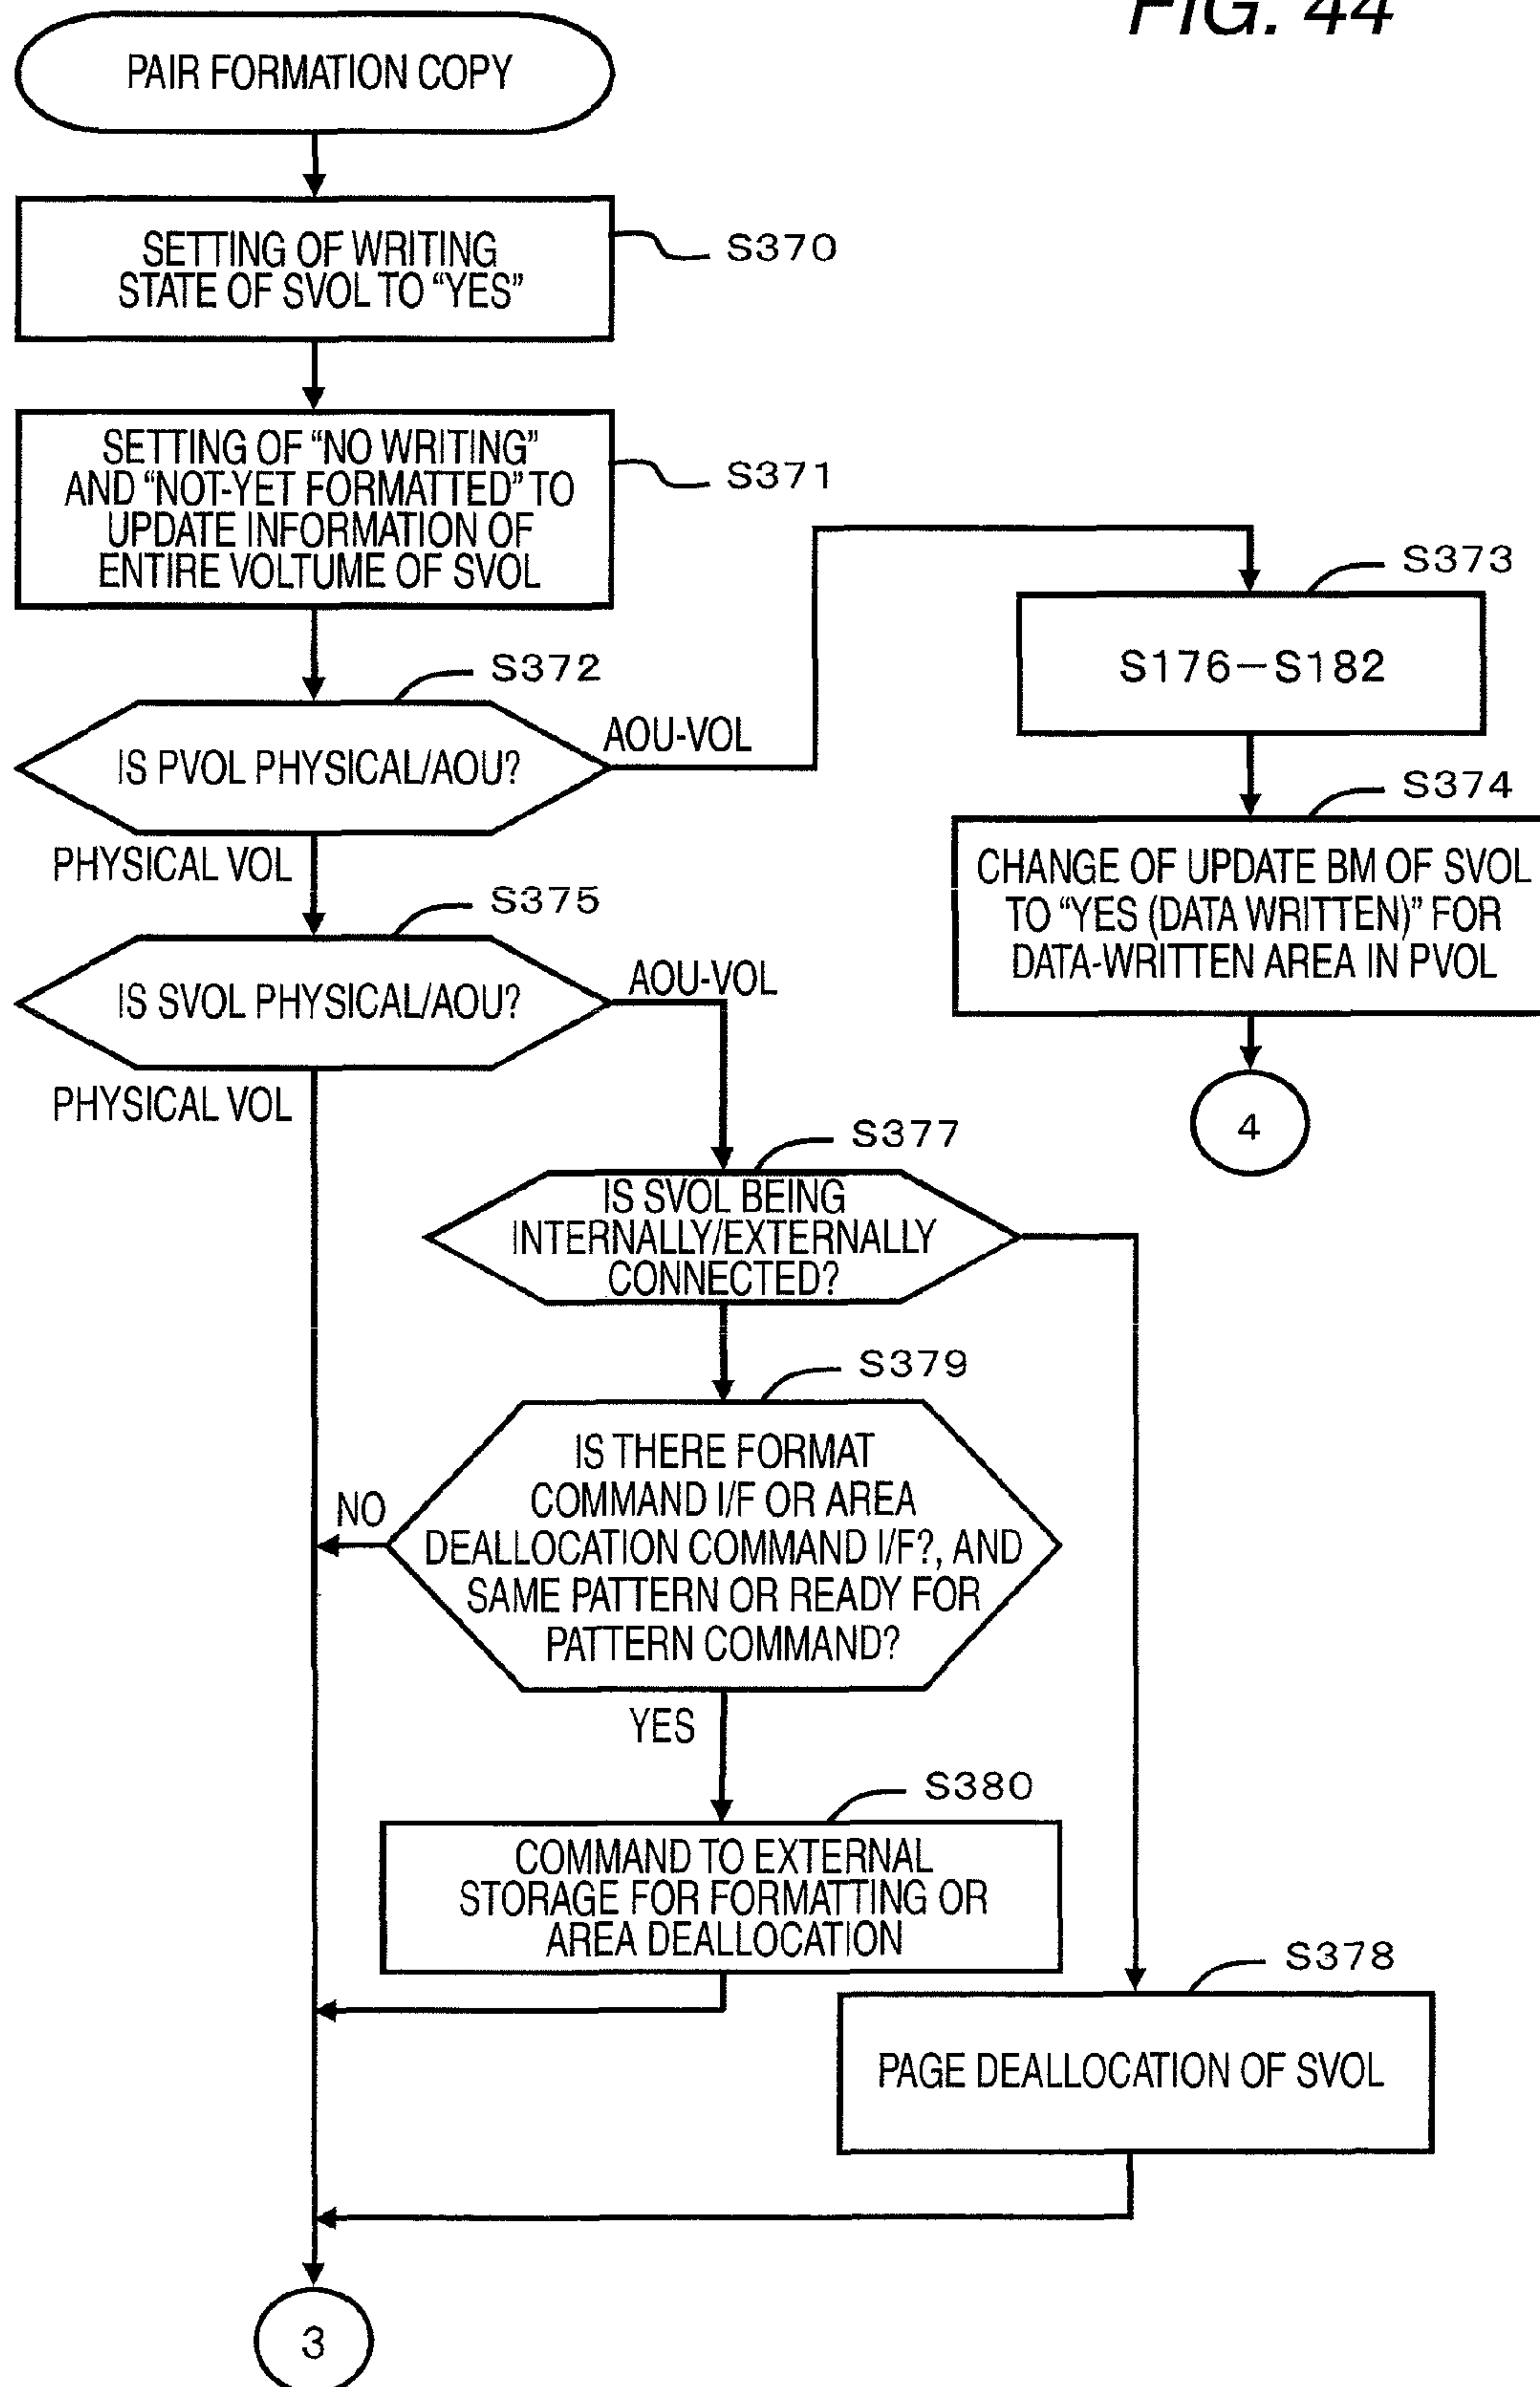 FIG. 44
PAIR FORMATION COPY
SETTING OF WRITING
STATE OF SVOL TO “YES”
S370
SETTING OF “NO WRITING”
AND “NOT-YET FORMATTED” TO
UPDATE INFORMATION OF
ENTIRE VOLTUME OF SVOL
S371
S372
IS PVOL PHYSICAL/AOU?
AOU-VOL
PHYSICAL VOL
S373
S176–S182
S374
CHANGE OF UPDATE BM OF SVOL
TO “YES (DATA WRITTEN)” FOR
DATA-WRITTEN AREA IN PVOL
4
S375
IS SVOL PHYSICAL/AOU?
AOU-VOL
PHYSICAL VOL
S377
IS SVOL BEING
INTERNALLY/EXTERNALLY
CONNECTED?
S379
IS THERE FORMAT
COMMAND I/F OR AREA
DEALLOCATION COMMAND I/F?, AND
SAME PATTERN OR READY FOR
PATTERN COMMAND?
NO
YES
S380
COMMAND TO EXTERNAL
STORAGE FOR FORMATTING OR
AREA DEALLOCATION
S378
PAGE DEALLOCATION OF SVOL
3